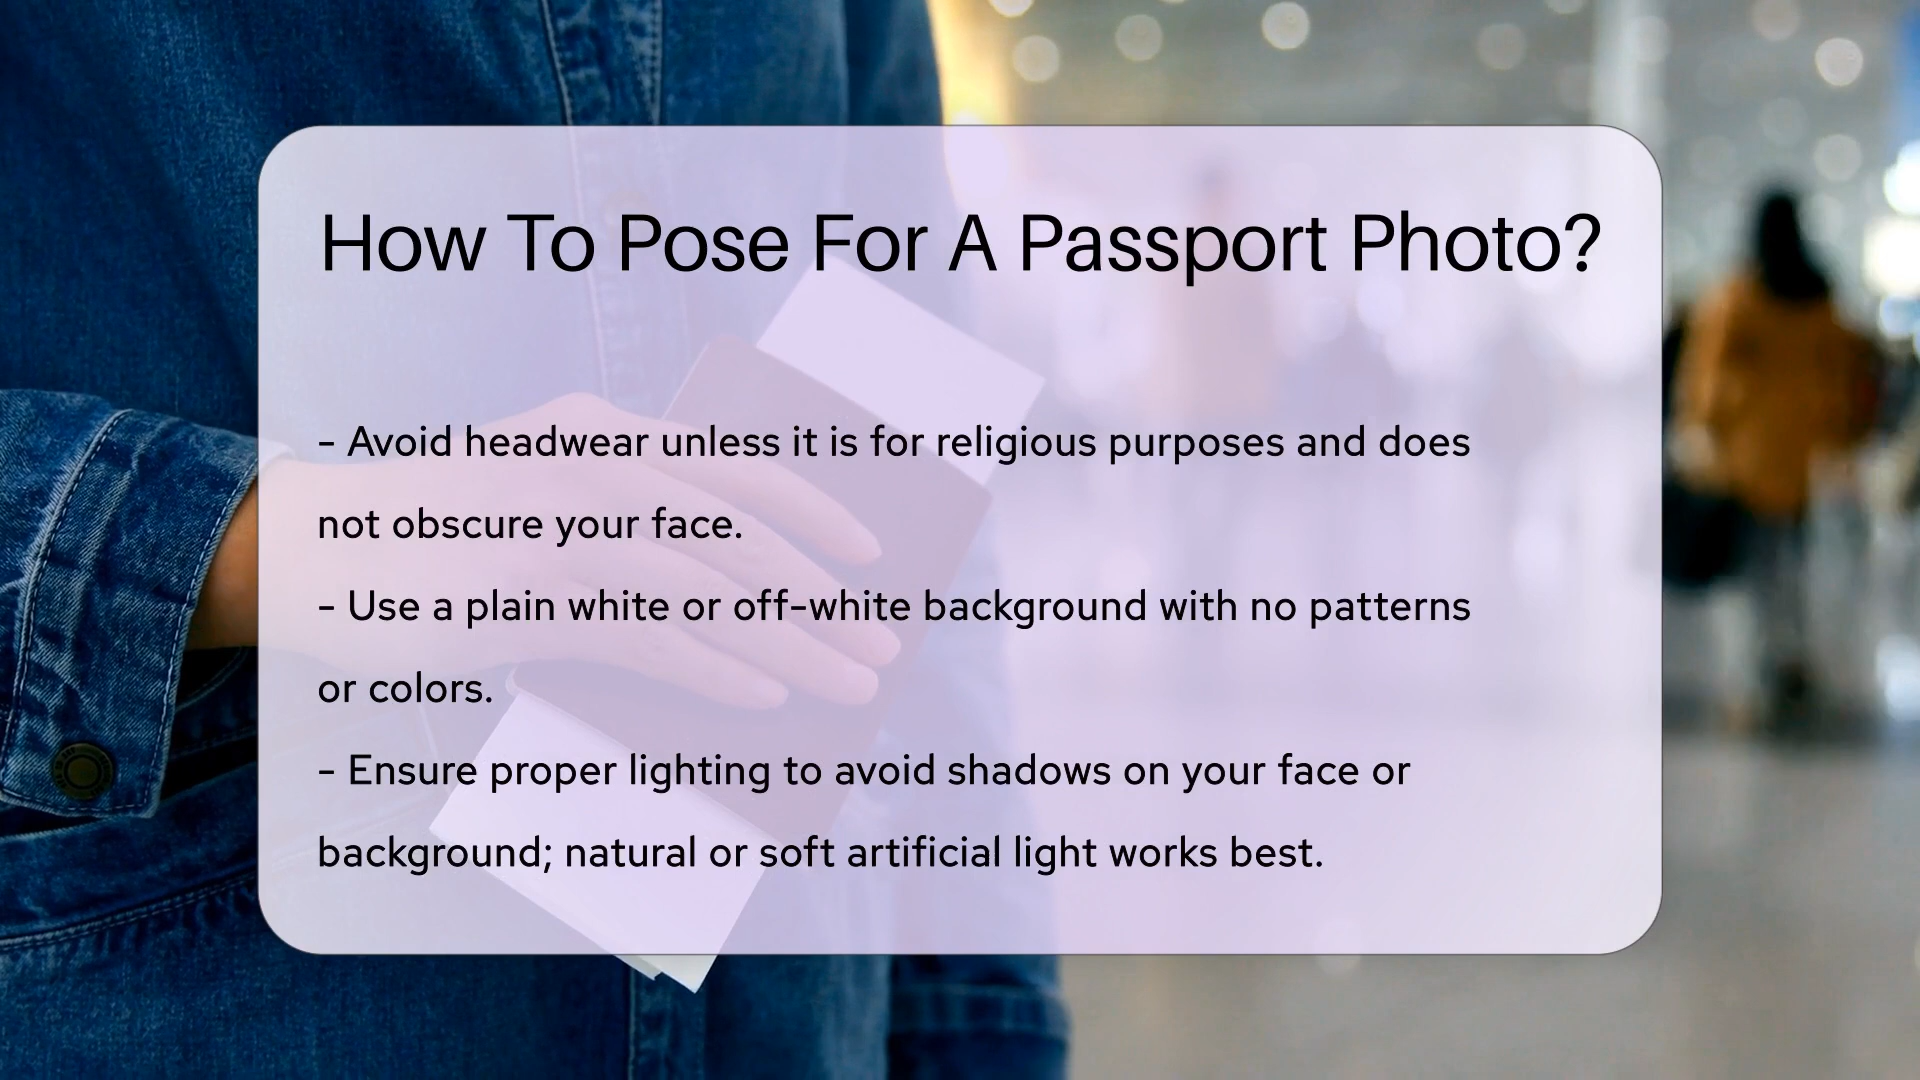 How To Pose For A Passport Photo?
- Avoid headwear unless it is for religious purposes and does
not obscure your face.
- Use a plain white or off-white background with no patterns
or colors.
- Ensure proper lighting to avoid shadows on your face or
background; natural or soft artificial light works best.